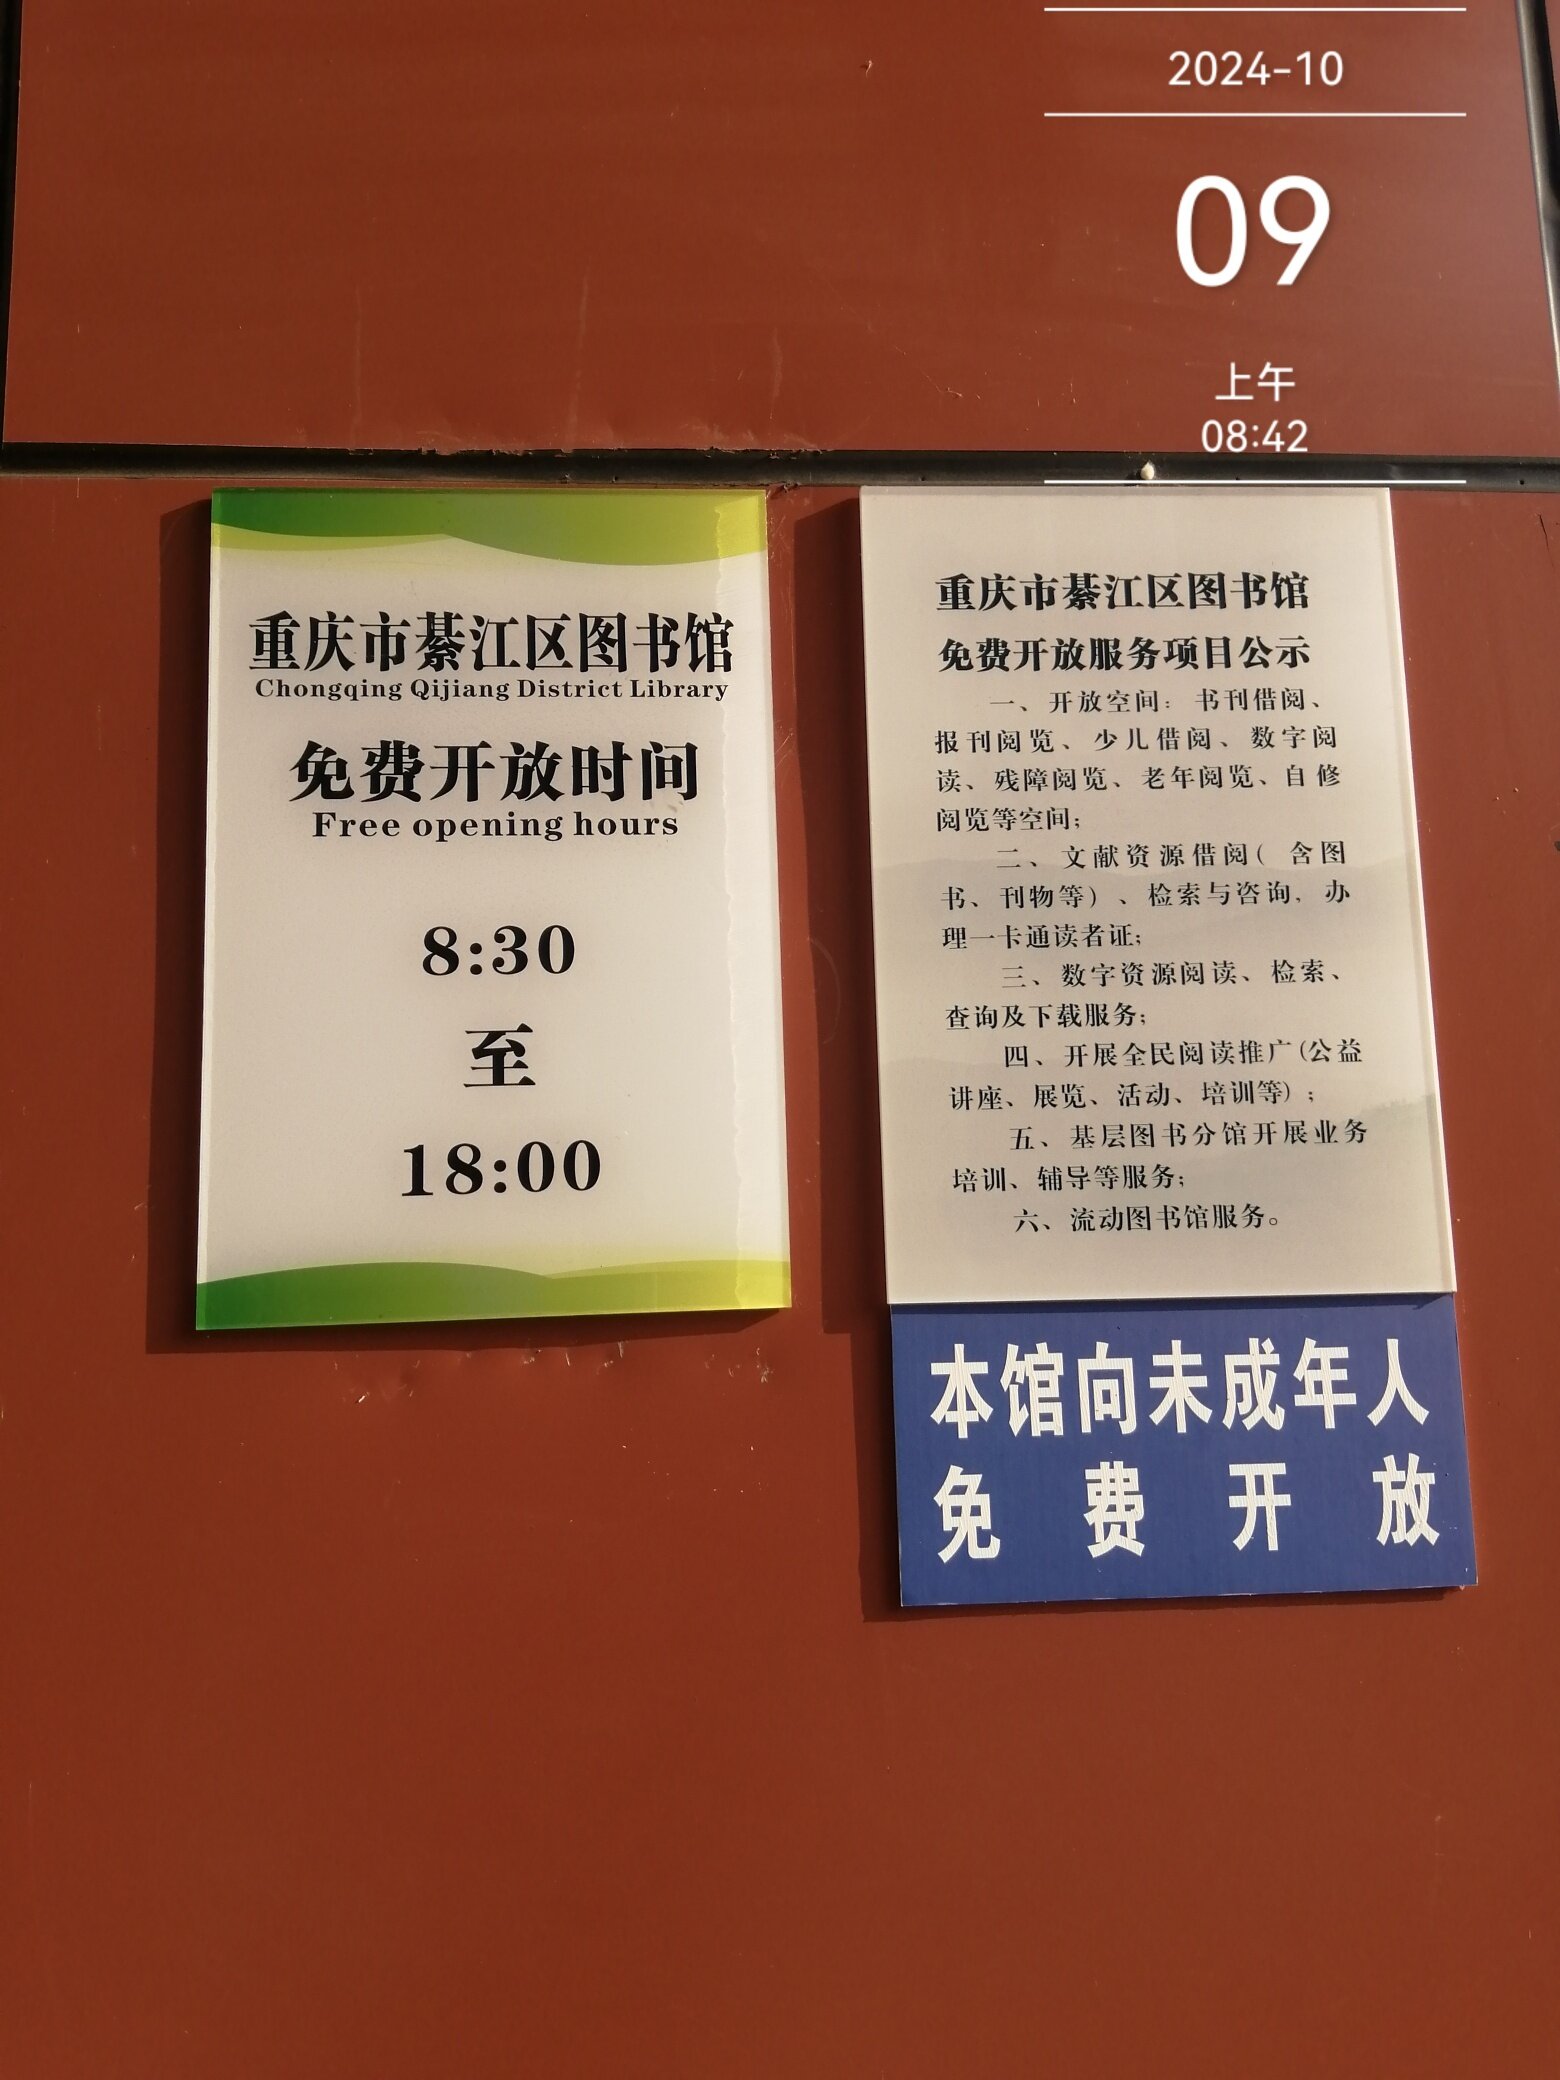 2024-10
09
上午
08:42
重庆市綦江区图书馆
Chongqing Qijiang District Library
免费开放时间
Free opening hours
8:30
至
18:00
重庆市綦江区图书馆
免费开放服务项目公示
一、开放空间：书刊借阅、
报刊阅览、少儿借阅、数字阅
读、残障阅览、老年阅览、自修
阅览等空间；
二、文献资源借阅（含图
书、刊物等）、检索与咨询，办
理一卡通读者证；
三、数字资源阅读、检索、
查询及下载服务；
四、开展全民阅读推广(公益
讲座、展览、活动、培训等)；
五、基层图书分馆开展业务
培训、辅导等服务；
六、流动图书馆服务。
本馆向未成年人
免费开放